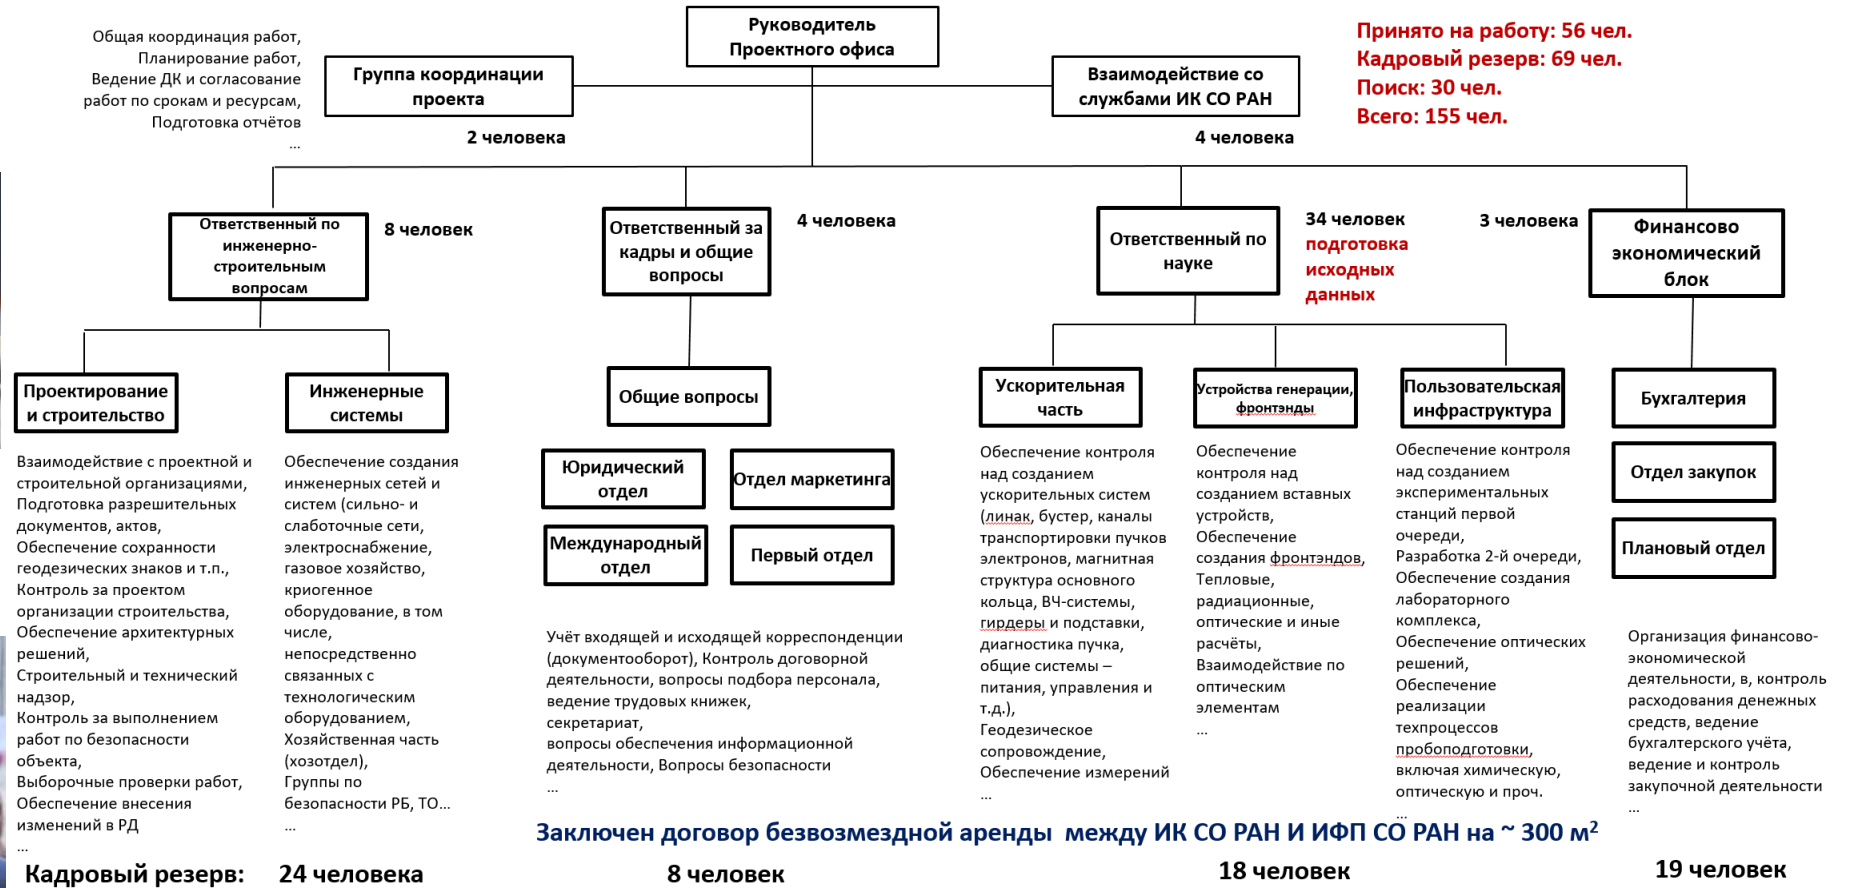 Руководитель
Проектного офиса
Общая координация работ,
Планирование работ,
Ведение ДК и согласование
работ по срокам и ресурсам,
Подготовка отчётов
...
Группа координации
проекта
2 человека
Взаимодействие со
службами ИК СО РАН
4 человека
Принято на работу: 56 чел.
Кадровый резерв: 69 чел.
Поиск: 30 чел.
Всего: 155 чел.
Ответственный по
инженерно-
строительным
вопросам
8 человек
Ответственный за
кадры и общие
вопросы
4 человека
Ответственный по
науке
34 человек
подготовка
исходных
данных
3 человека
Финансово
экономический
блок
Проектирование
и строительство
Взаимодействие с проектной и
строительной организациями,
Подготовка разрешительных
документов, актов,
Обеспечение сохранности
геодезических знаков и т.п.,
Контроль за проектом
организации строительства,
Обеспечение архитектурных
решений,
Строительный и технический
надзор,
Контроль за выполнением
работ по безопасности
объекта,
Выборочные проверки работ,
Обеспечение внесения
изменений в РД
...
Инженерные
системы
Обеспечение создания
инженерных сетей и
систем (сильно- и
слаботочные сети,
электроснабжение,
газовое хозяйство,
криогенное
оборудование, в том
числе,
непосредственно
связанных с
технологическим
оборудованием,
Хозяйственная часть
(хозотдел),
Группы по
безопасности РБ, ТО...
...
Общие вопросы
Юридический
отдел
Отдел маркетинга
Международный
отдел
Первый отдел
Учёт входящей и исходящей корреспонденции
(документооборот), Контроль договорной
деятельности, вопросы подбора персонала,
ведение трудовых книжек,
секретариат,
вопросы обеспечения информационной
деятельности, Вопросы безопасности
...
Ускорительная
часть
Обеспечение контроля
над созданием
ускорительных систем
(линак, бустер, каналы
транспортировки пучков
электронов, магнитная
структура основного
кольца, ВЧ-системы,
гирдеры и подставки,
диагностика пучка,
общие системы –
питания, управления и
т.д.),
Геодезическое
сопровождение,
Обеспечение измерений
...
Устройства генерации,
фронтэнды
Обеспечение
контроля над
созданием вставных
устройств,
Обеспечение
создания фронтэндов,
Тепловые,
радиационные,
оптические и иные
расчёты,
Взаимодействие по
оптическим
элементам
...
Пользовательская
инфраструктура
Обеспечение контроля
над созданием
экспериментальных
станций первой
очереди,
Разработка 2-й очереди,
Обеспечение создания
лабораторного
комплекса,
Обеспечение оптических
решений,
Обеспечение
реализации
техпроцессов
пробоподготовки,
включая химическую,
оптическую и проч.
...
Бухгалтерия
Отдел закупок
Плановый отдел
Организация финансово-
экономической
деятельности, в, контроль
расходования денежных
средств, ведение
бухгалтерского учёта,
ведение и контроль
закупочной деятельности
...
Заключен договор безвозмездной аренды между ИК СО РАН И ИФП СО РАН на ~ 300 м²
Кадровый резерв:
24 человека
8 человек
18 человек
19 человек